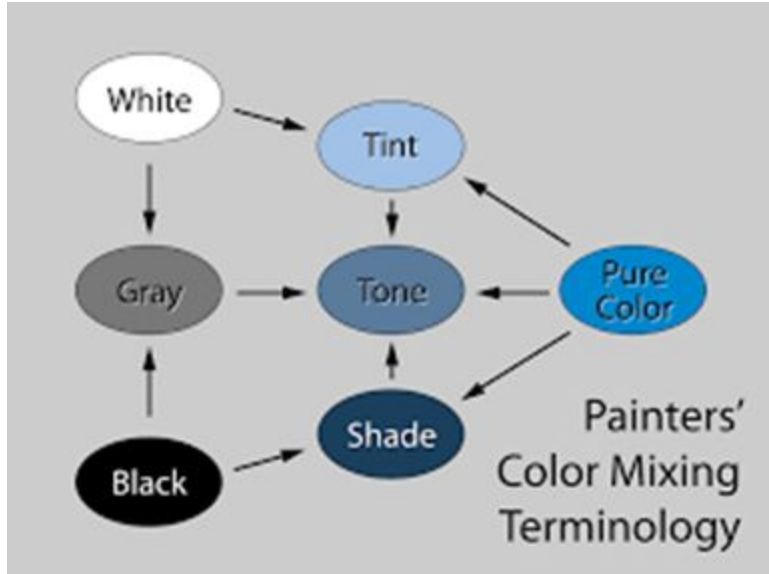 White
Tint
Gray
Tone
Pure
Color
Shade
Black
Painters’
Color Mixing
Terminology